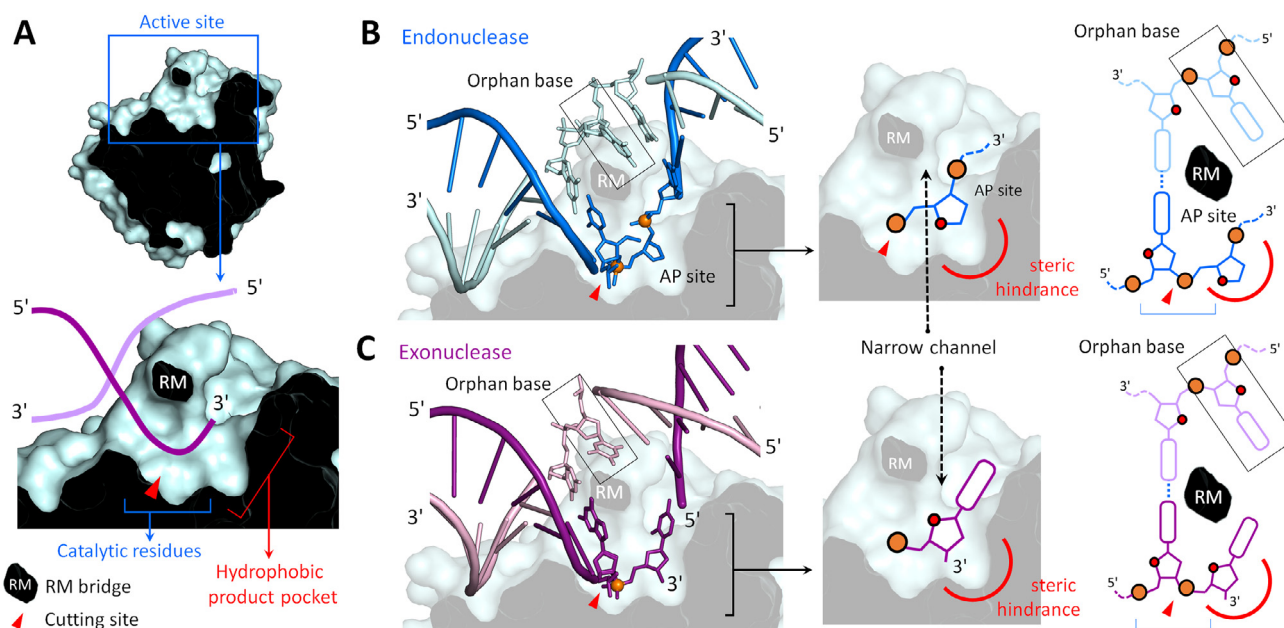 A
Active site
5'
5'
3'
RM
3'
Catalytic residues
Hydrophobic
product pocket
RM
RM bridge
Cutting site
B
Endonuclease
3'
Orphan base
5'
5'
3'
RM
AP site
RM
3'
AP site
steric
hindrance
Narrow channel
Orphan base
5'
3'
RM
AP site
3'
5'
C
Exonuclease
Orphan base
5'
5'
RM
3'
5'
3'
RM
3'
steric
hindrance
Orphan base
5'
3'
RM
5'
3'